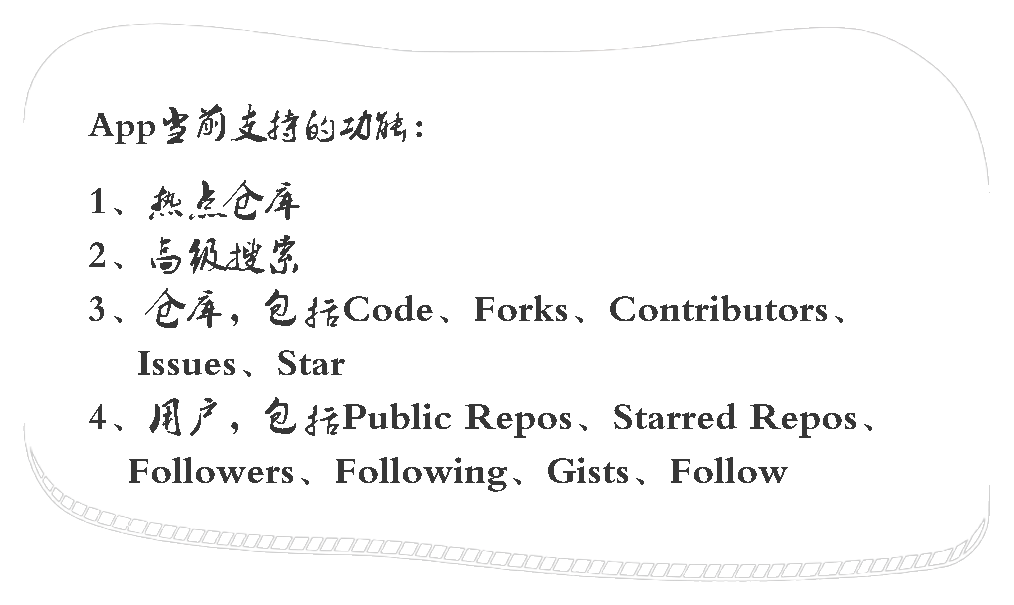 App当前支持的功能：
1、热点仓库
2、高级搜索
3、仓库，包括Code、Forks、Contributors、
Issues、Star
4、用户，包括Public Repos、Starred Repos、
Followers、Following、Gists、Follow